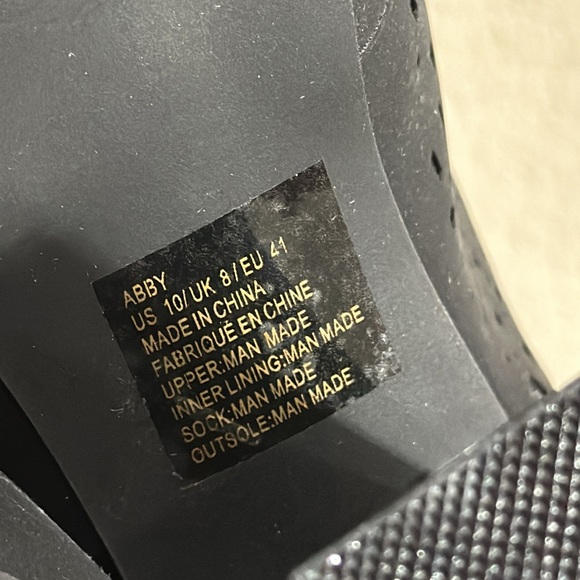 ABBY
US 10/UK 8/EU 41
MADE IN CHINA
FABRIQUÉ EN CHINE
UPPER:MAN MADE
INNER LINING:MAN MADE
SOCK:MAN MADE
OUTSOLE:MAN MADE